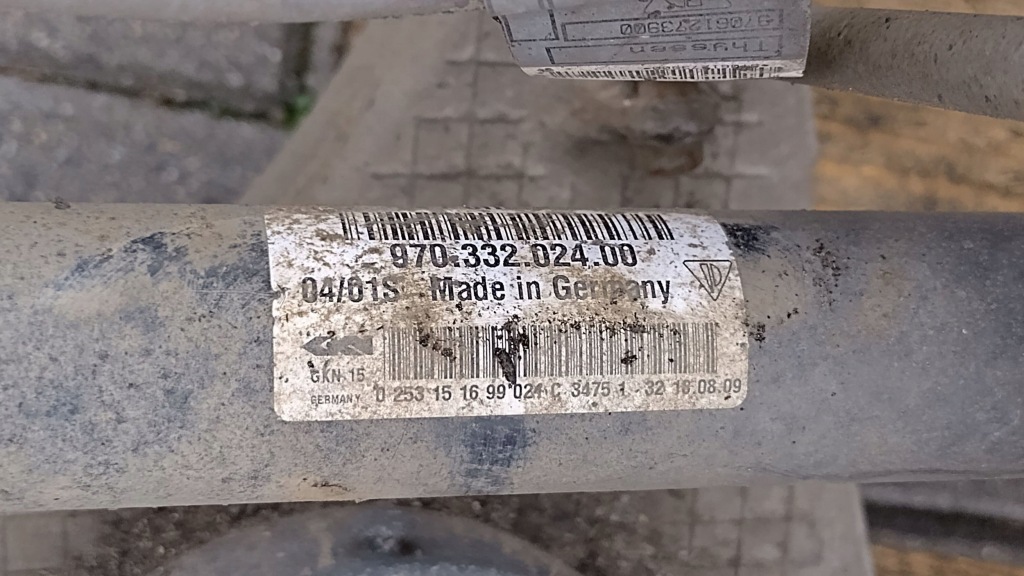 97061273900
Thyssen
970.332.024.00
04/01S Made in Germany
GKN 15
GERMANY 0 253 15 16 99 024 C 3475 1 32 16.08.09